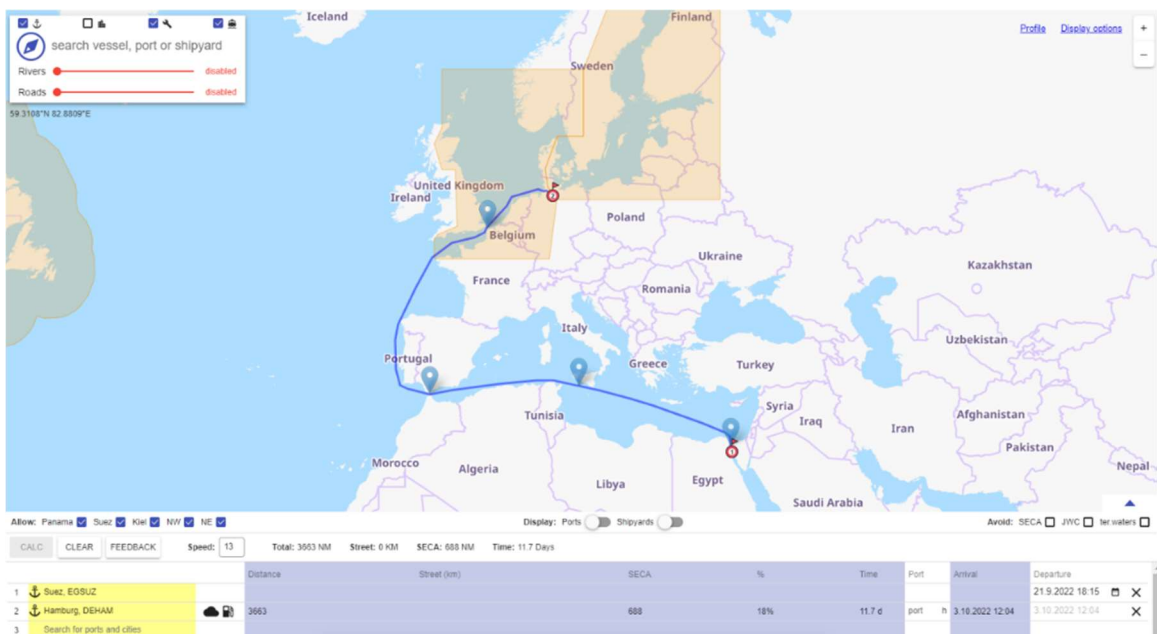 search vessel, port or shipyard
Rivers disabled
Roads disabled
59.3108°N 82.8809°E
Profile Display options
+
−
Iceland
Finland
Sweden
United Kingdom
Ireland
Belgium
Poland
Ukraine
Kazakhstan
France
Romania
Italy
Uzbekistan
Portugal
Greece
Turkey
Tunisia
Syria
Iraq
Iran
Afghanistan
Pakistan
Nepal
Morocco
Algeria
Libya
Egypt
Saudi Arabia
2
1
Allow: Panama Suez Kiel NW NE Display: Ports Shipyards Avoid: SECA JWC ter.waters
CALC CLEAR FEEDBACK Speed: 13 Total: 3663 NM Street: 0 KM SECA: 688 NM Time: 11.7 Days
Distance Street (km) SECA % Time Port Arrival Departure
1 Suez, EGSUZ 21.9.2022 18:15
2 Hamburg, DEHAM 3663 688 18% 11.7 d port h 3.10.2022 12:04 3.10.2022 12:04
3 Search for ports and cities